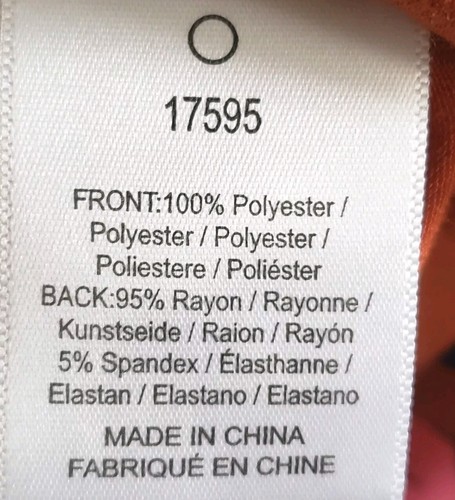 17595
FRONT:100% Polyester /
Polyester / Polyester /
Poliestere / Poliéster
BACK:95% Rayon / Rayonne /
Kunstseide / Raion / Rayón
5% Spandex / Élasthanne /
Elastan / Elastano / Elastano
MADE IN CHINA
FABRIQUÉ EN CHINE